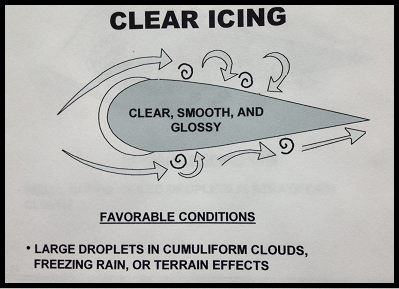 CLEAR ICING
CLEAR, SMOOTH, AND
GLOSSY
FAVORABLE CONDITIONS
• LARGE DROPLETS IN CUMULIFORM CLOUDS,
FREEZING RAIN, OR TERRAIN EFFECTS